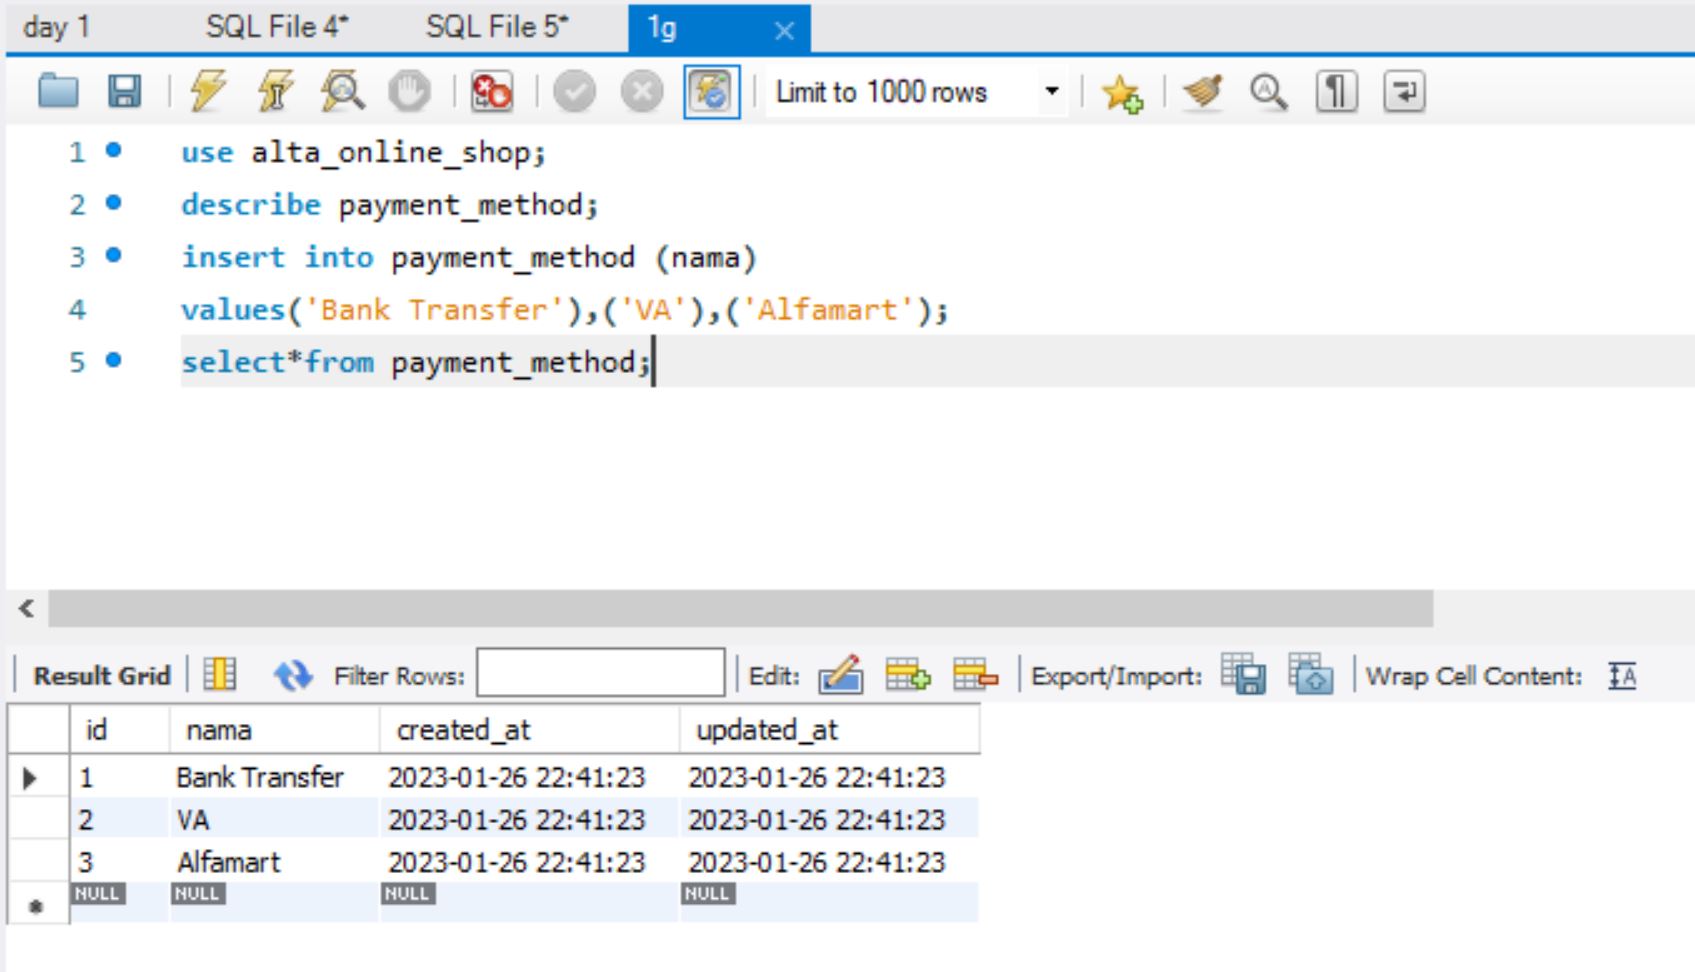 day 1 SQL File 4* SQL File 5* 1g
Limit to 1000 rows
1 use alta_online_shop;
2 describe payment_method;
3 insert into payment_method (nama)
4 values('Bank Transfer'),('VA'),('Alfamart');
5 select*from payment_method;
Result Grid Filter Rows: Edit: Export/Import: Wrap Cell Content:
id nama created_at updated_at
1 Bank Transfer 2023-01-26 22:41:23 2023-01-26 22:41:23
2 VA 2023-01-26 22:41:23 2023-01-26 22:41:23
3 Alfamart 2023-01-26 22:41:23 2023-01-26 22:41:23
NULL NULL NULL NULL